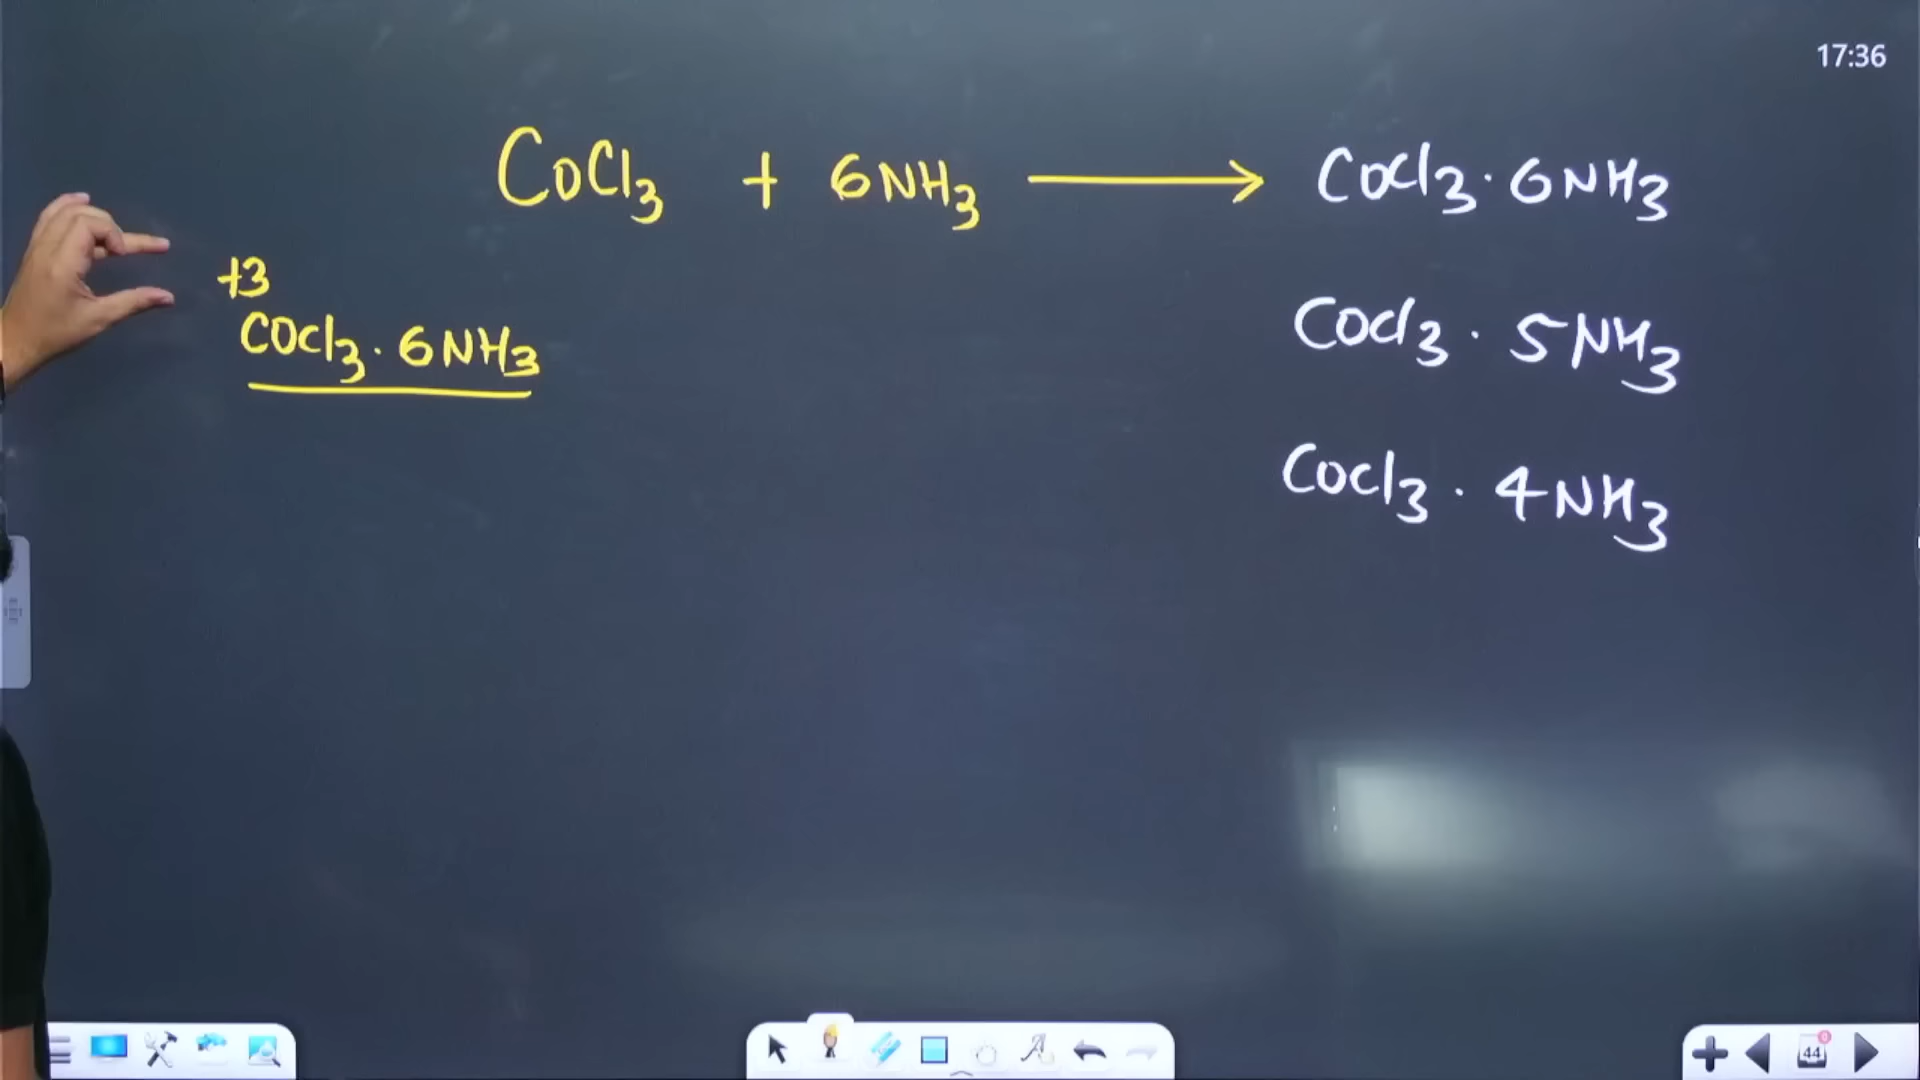 17:36
CoCl3 + 6NH3 ⟶ CoCl3 · 6NH3
+3
COCl3 · 6NH3
COCl3 · 5NH3
COCl3 · 4NH3
44